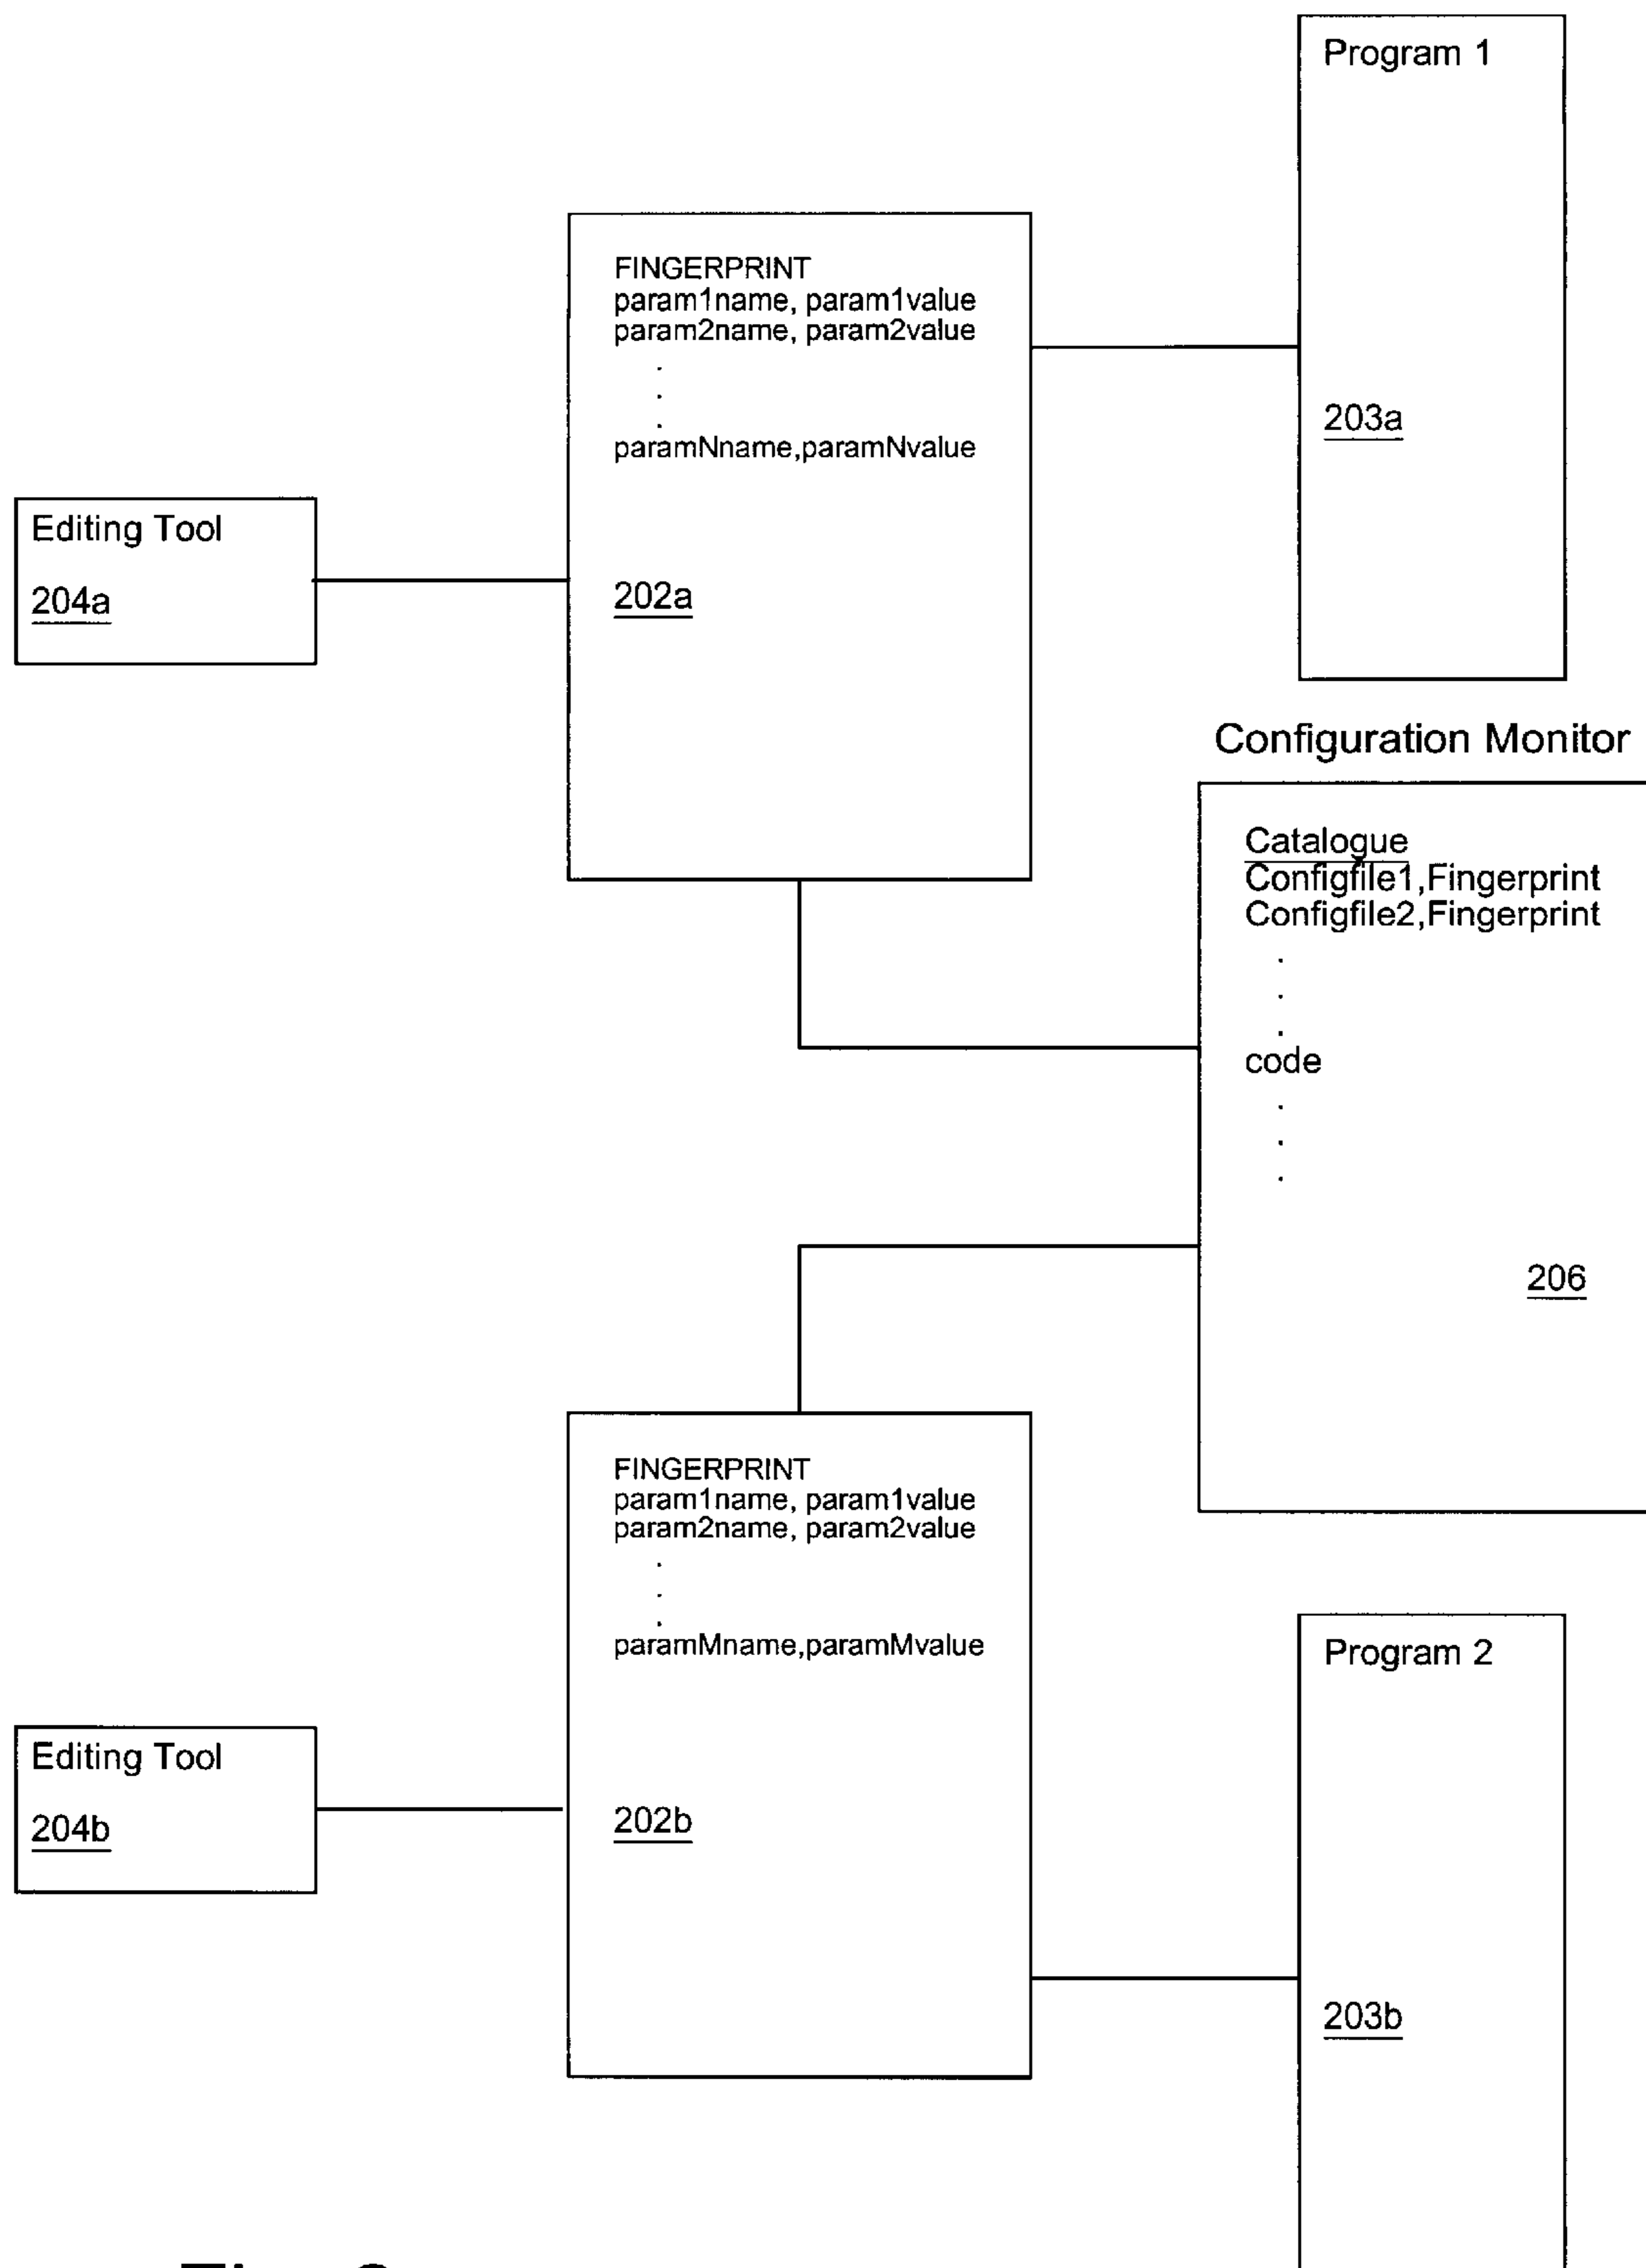 Program 1
203a
FINGERPRINT
param1name, param1value
param2name, param2value
.
.
.
paramNname,paramNvalue
202a
Editing Tool
204a
Configuration Monitor
Catalogue
Configfile1,Fingerprint
Configfile2,Fingerprint
.
.
.
code
.
.
.
206
FINGERPRINT
param1name, param1value
param2name, param2value
.
.
.
paramMname,paramMvalue
202b
Editing Tool
204b
Program 2
203b